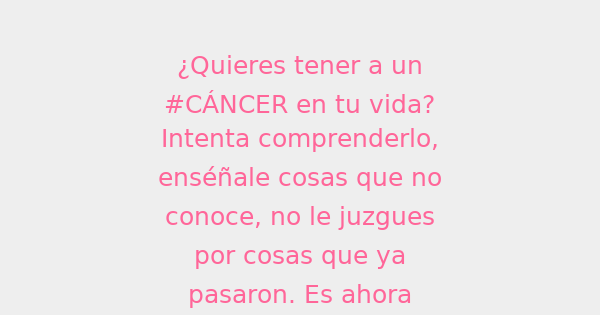 ¿Quieres tener a un
#CÁNCER en tu vida?
Intenta comprenderlo,
enséñale cosas que no
conoce, no le juzgues
por cosas que ya
pasaron. Es ahora